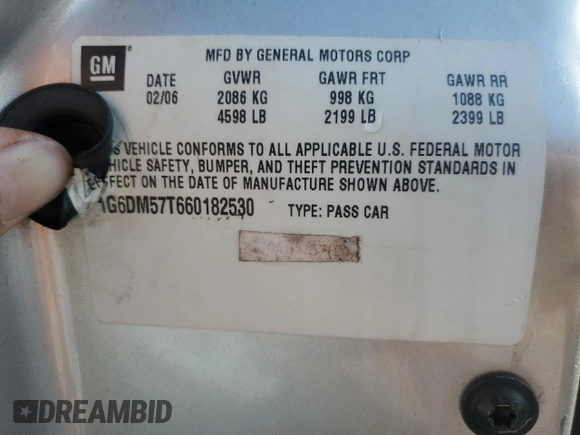 GM
MFD BY GENERAL MOTORS CORP
DATE GVWR GAWR FRT GAWR RR
02/06 2086 KG 998 KG 1088 KG
4598 LB 2199 LB 2399 LB
VEHICLE CONFORMS TO ALL APPLICABLE U.S. FEDERAL MOTOR
VEHICLE SAFETY, BUMPER, AND THEFT PREVENTION STANDARDS IN
EFFECT ON THE DATE OF MANUFACTURE SHOWN ABOVE.
1G6DM57T660182530 TYPE: PASS CAR
DREAMBID